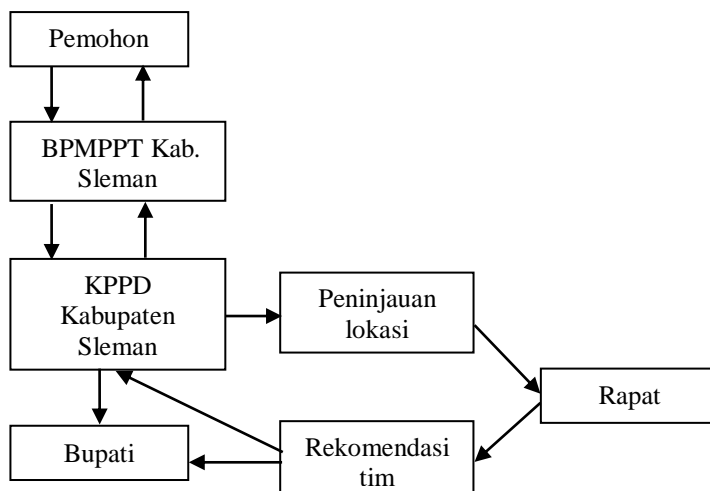 Pemohon
BPMPPT Kab.
Sleman
KPPD
Kabupaten
Sleman
Peninjauan
lokasi
Rapat
Rekomendasi
tim
Bupati